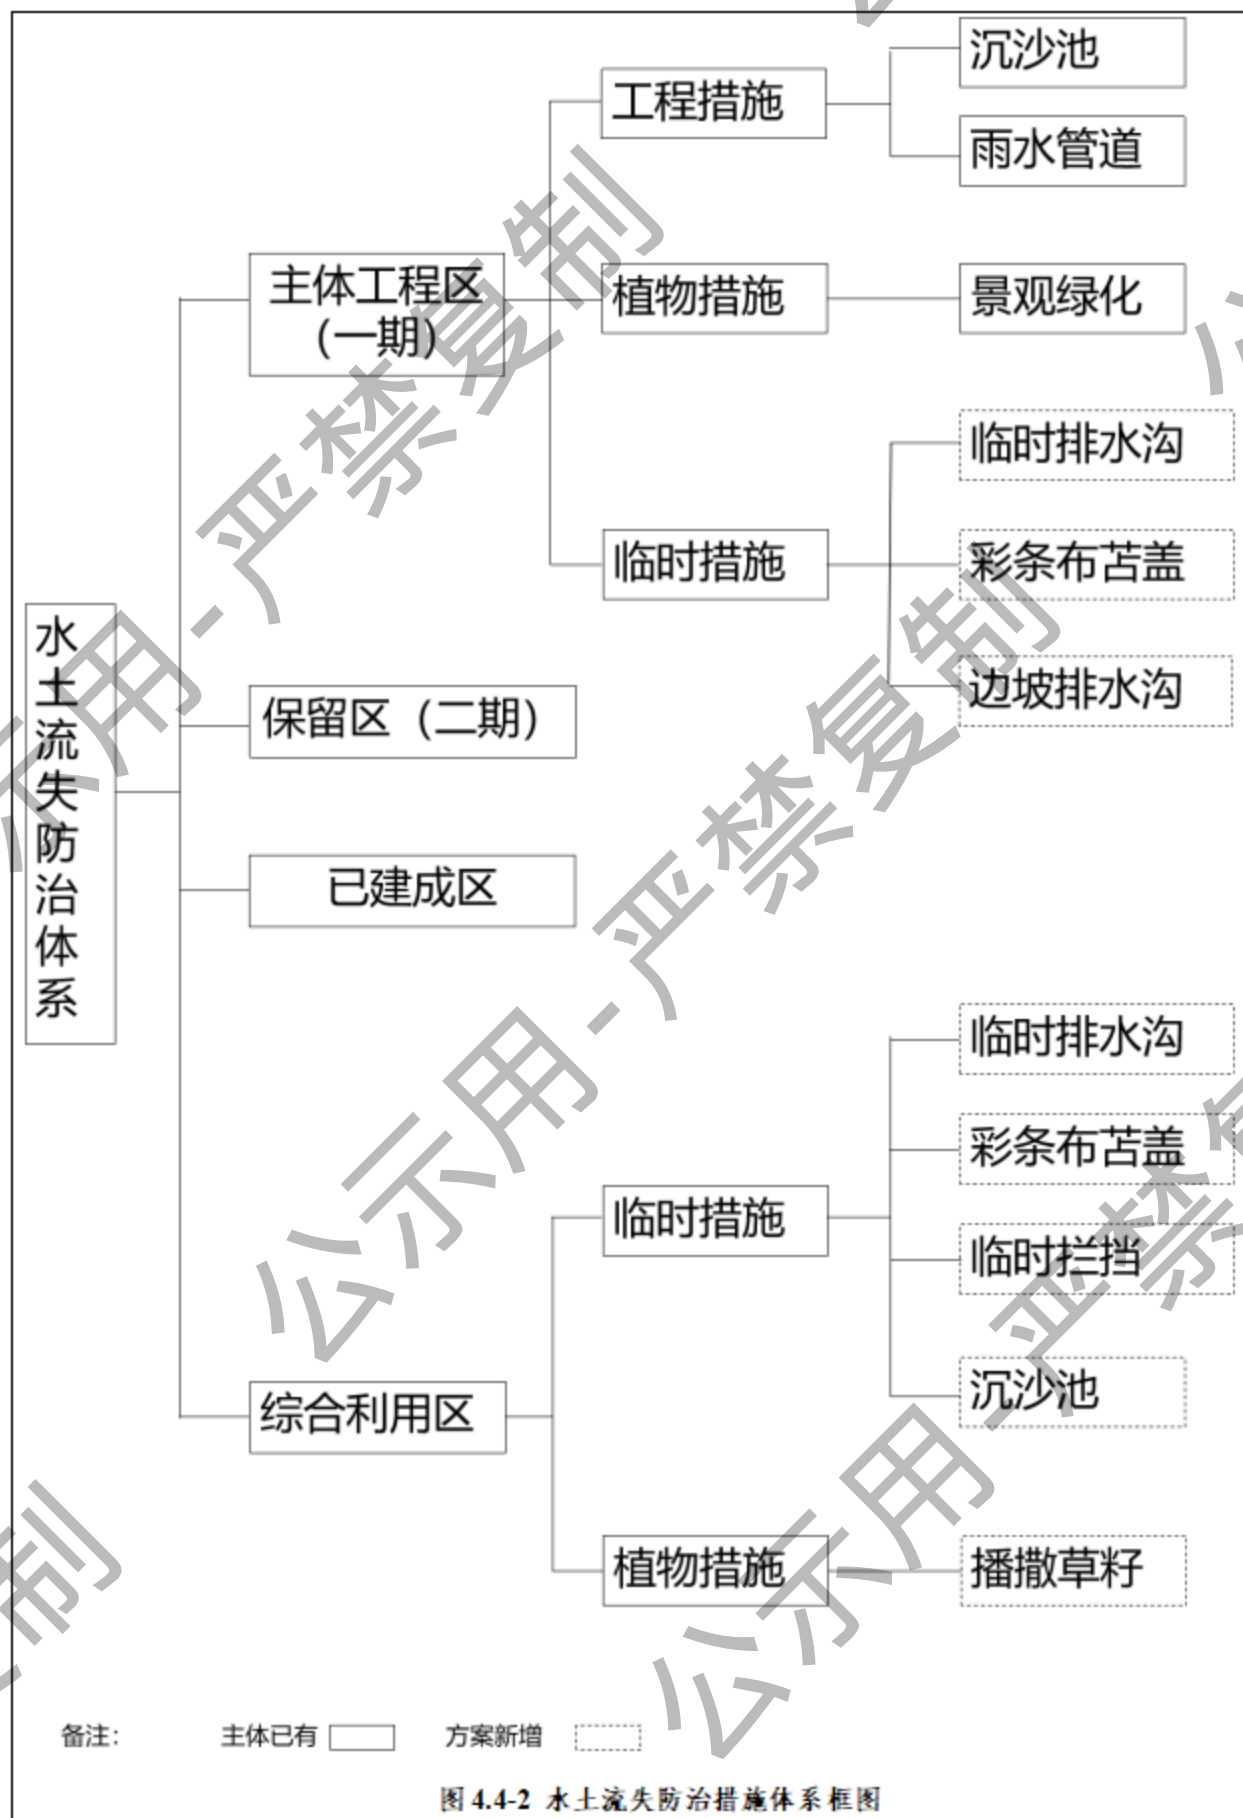 沉沙池
工程措施
雨水管道
主体工程区
（一期）
植物措施
景观绿化
临时排水沟
临时措施
彩条布苫盖
边坡排水沟
水土流失防治体系
保留区（二期）
已建成区
临时排水沟
彩条布苫盖
临时措施
临时拦挡
沉沙池
综合利用区
植物措施
播撒草籽
备注：
主体已有
方案新增
图 4.4-2 水土流失防治措施体系框图
公示用-严禁复制
公示用-严禁复制
公示用-严禁复
制